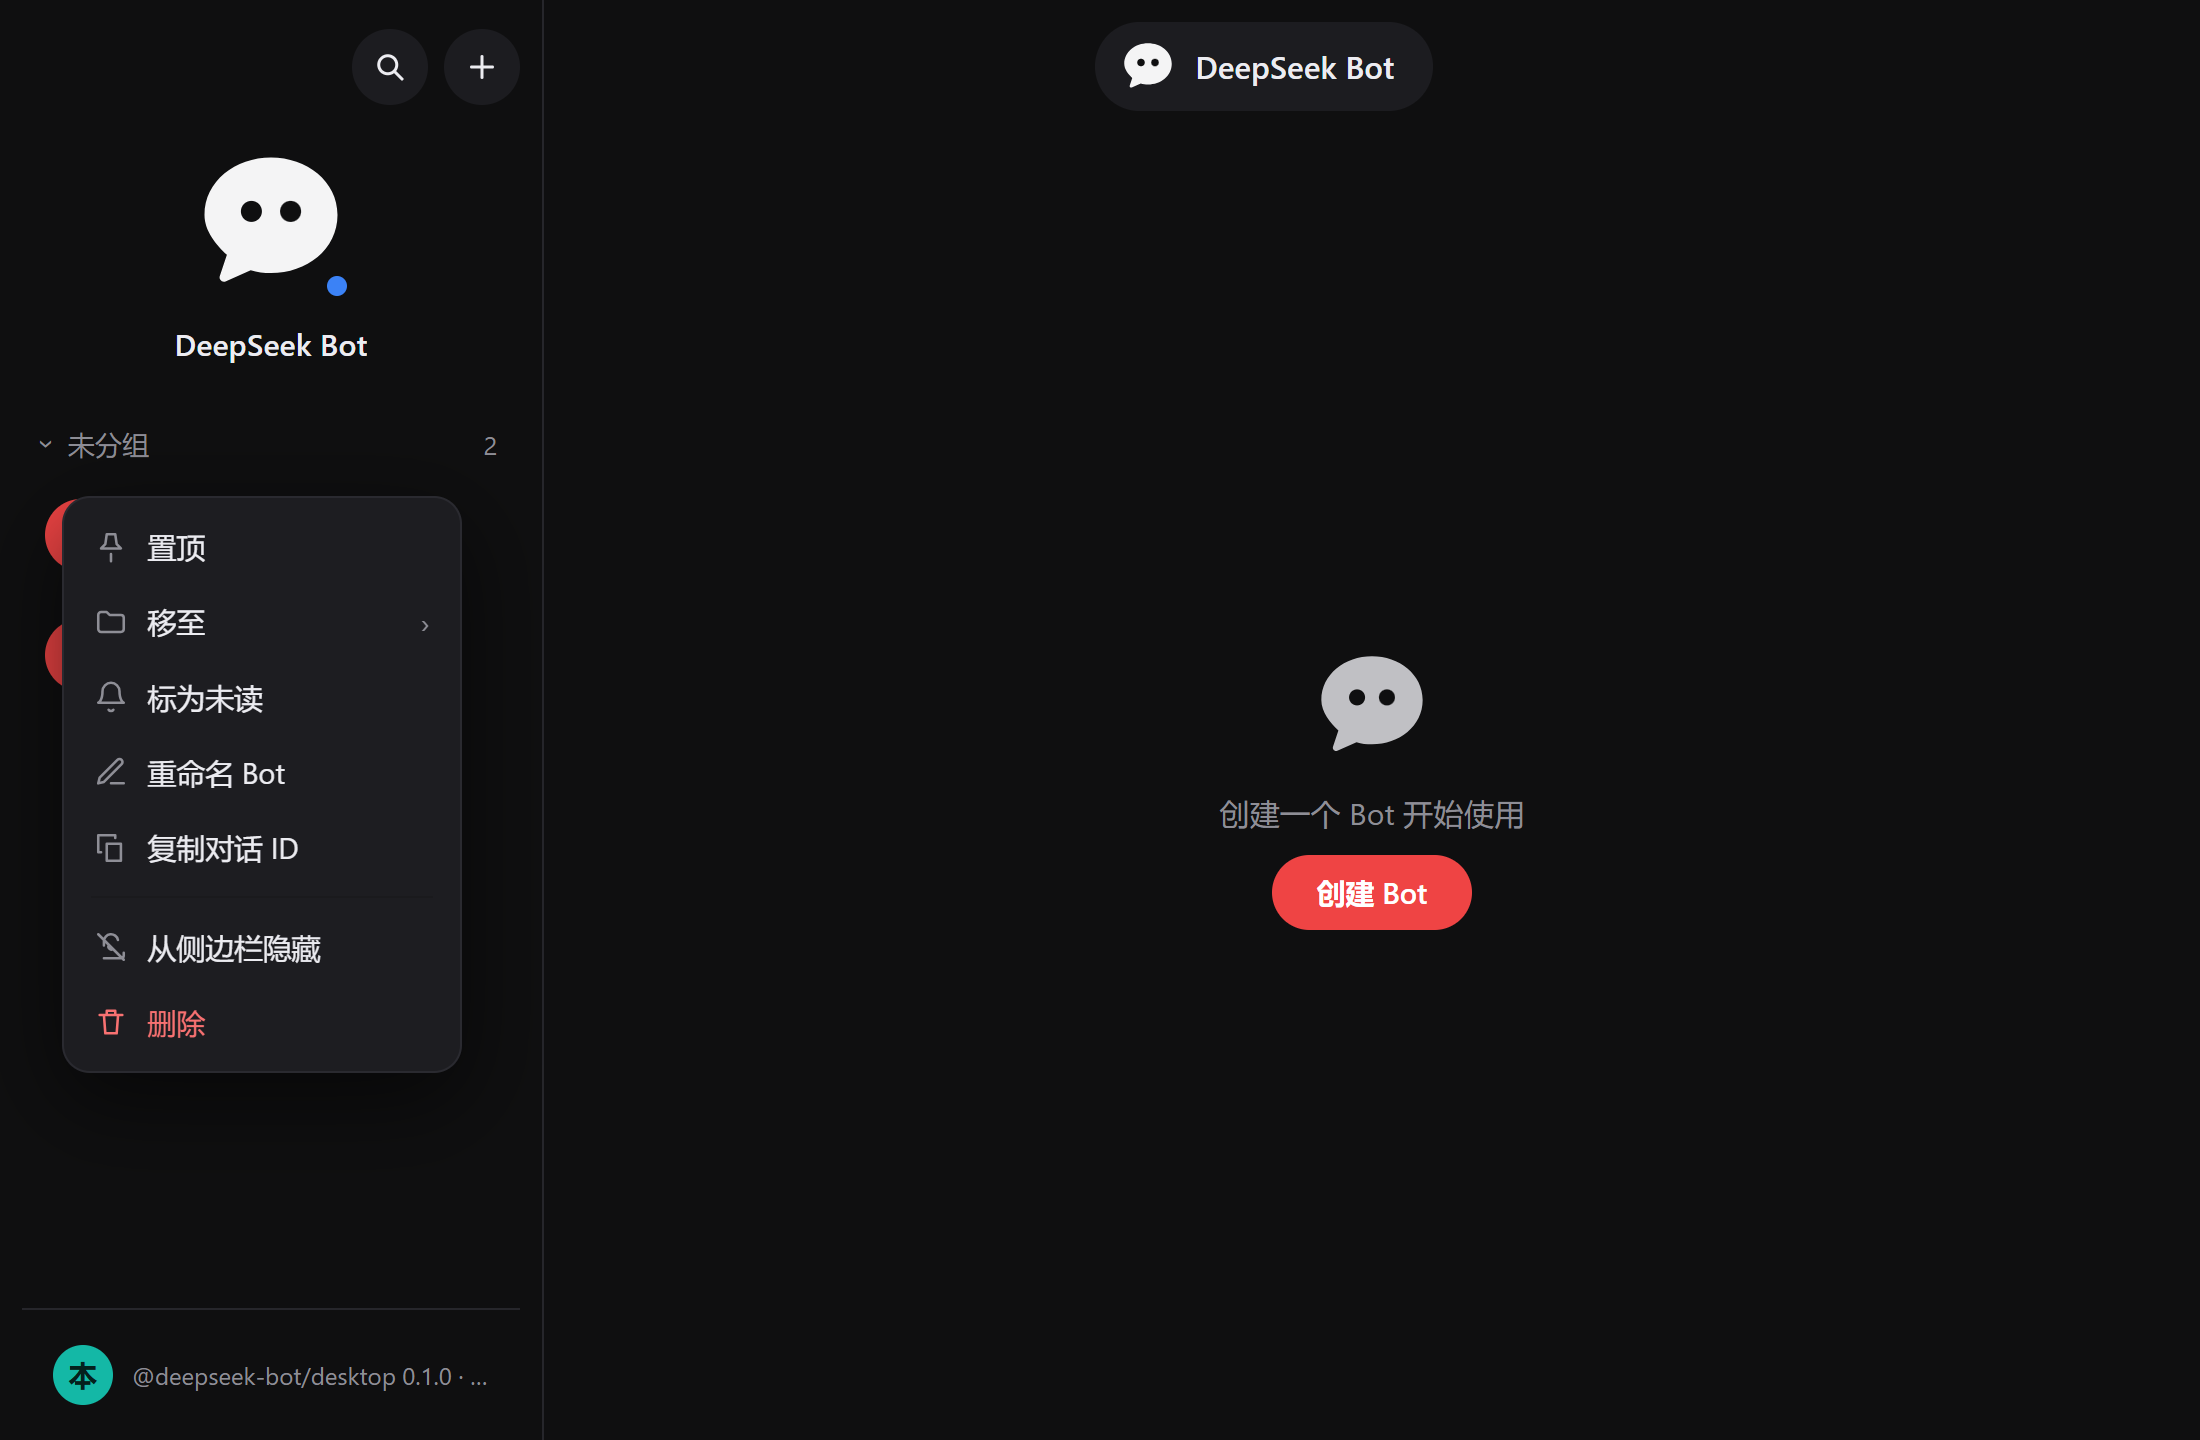 DeepSeek Bot
DeepSeek Bot
未分组 2
置顶
移至
标为未读
重命名 Bot
复制对话 ID
从侧边栏隐藏
删除
创建一个 Bot 开始使用
创建 Bot
本 @deepseek-bot/desktop 0.1.0 · ...